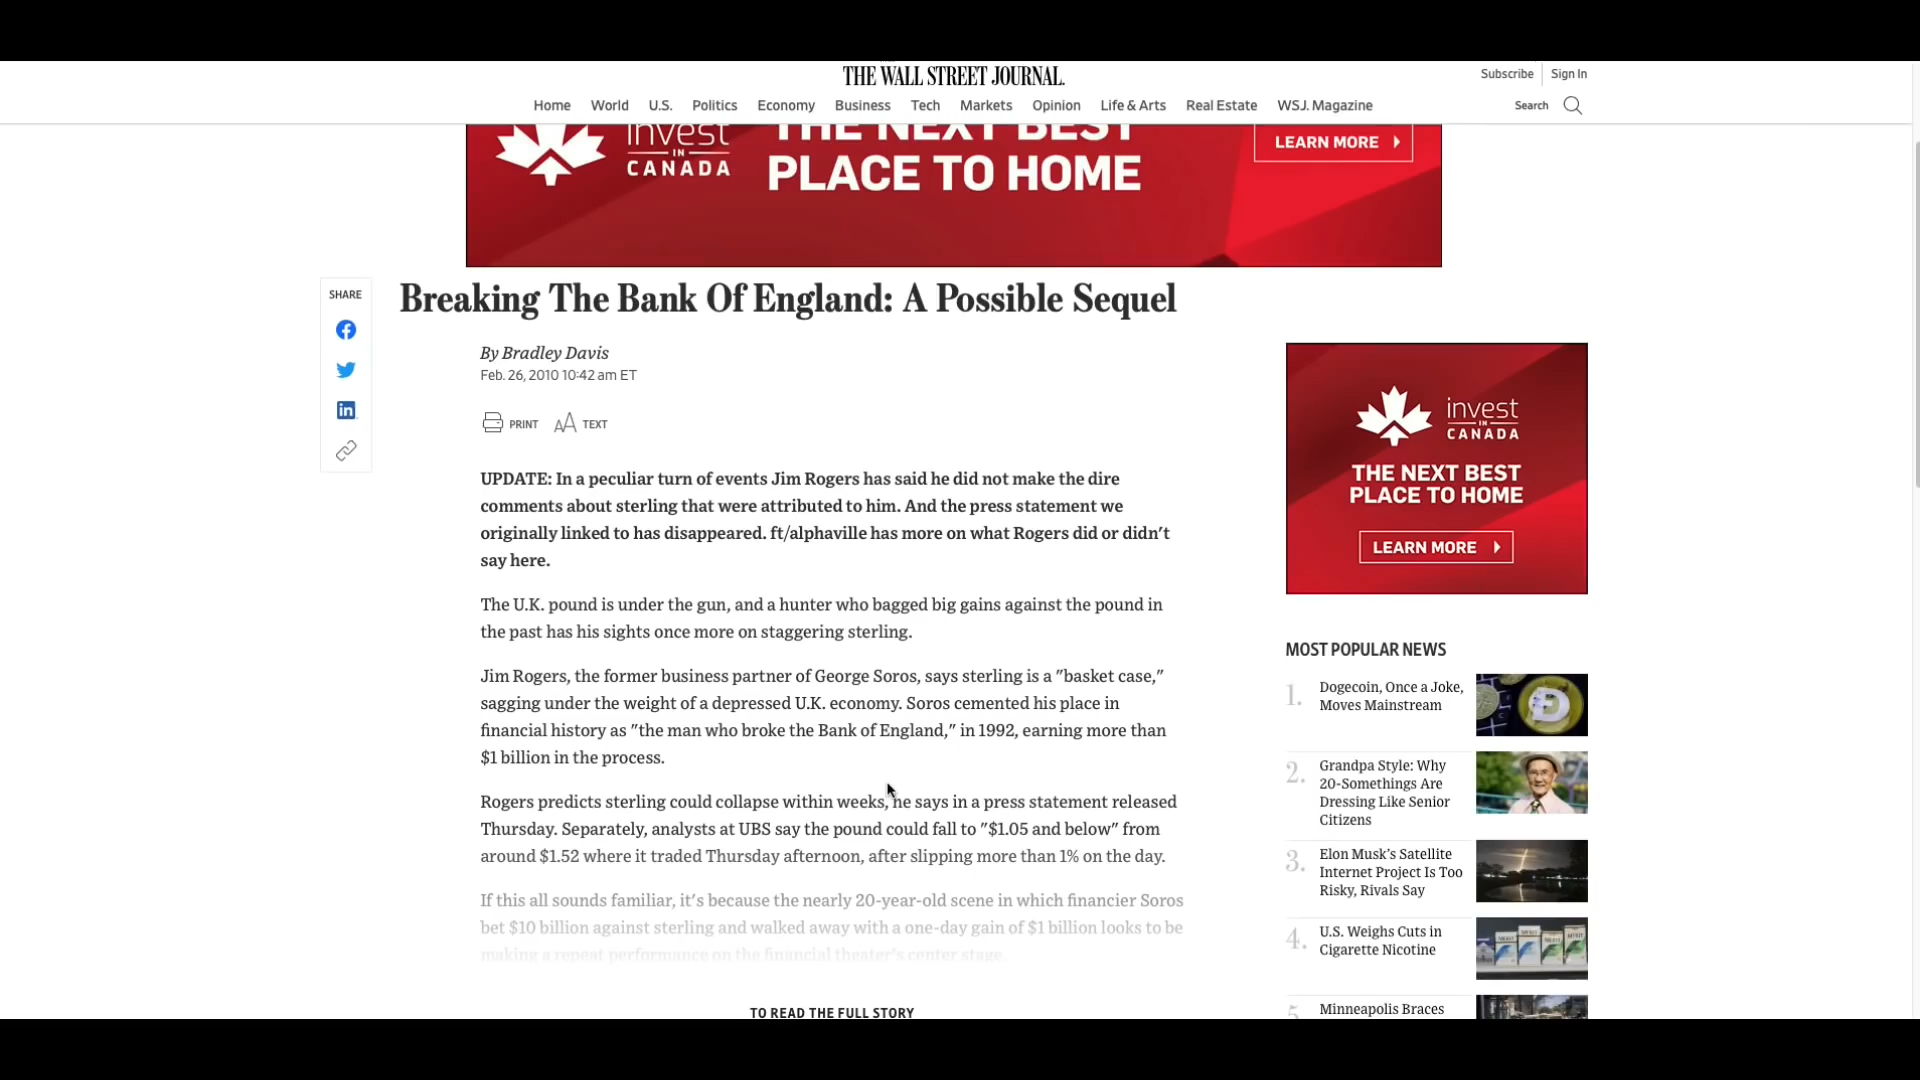 THE WALL STREET JOURNAL.
Subscribe
Sign In
Home
World
U.S.
Politics
Economy
Business
Tech
Markets
Opinion
Life & Arts
Real Estate
WSJ. Magazine
Search
invest
IN
CANADA
THE NEXT BEST
PLACE TO HOME
LEARN MORE
SHARE
Breaking The Bank Of England: A Possible Sequel
By Bradley Davis
Feb. 26, 2010 10:42 am ET
PRINT
AA TEXT
UPDATE: In a peculiar turn of events Jim Rogers has said he did not make the dire
comments about sterling that were attributed to him. And the press statement we
originally linked to has disappeared. ft/alphaville has more on what Rogers did or didn't
say here.
The U.K. pound is under the gun, and a hunter who bagged big gains against the pound in
the past has his sights once more on staggering sterling.
Jim Rogers, the former business partner of George Soros, says sterling is a "basket case,"
sagging under the weight of a depressed U.K. economy. Soros cemented his place in
financial history as "the man who broke the Bank of England," in 1992, earning more than
$1 billion in the process.
Rogers predicts sterling could collapse within weeks, he says in a press statement released
Thursday. Separately, analysts at UBS say the pound could fall to "$1.05 and below" from
around $1.52 where it traded Thursday afternoon, after slipping more than 1% on the day.
If this all sounds familiar, it's because the nearly 20-year-old scene in which financier Soros
bet $10 billion against sterling and walked away with a one-day gain of $1 billion looks to be
making a repeat performance on the financial theater's center stage.
TO READ THE FULL STORY
invest
IN
CANADA
THE NEXT BEST
PLACE TO HOME
LEARN MORE
MOST POPULAR NEWS
1. Dogecoin, Once a Joke,
Moves Mainstream
2. Grandpa Style: Why
20-Somethings Are
Dressing Like Senior
Citizens
3. Elon Musk's Satellite
Internet Project Is Too
Risky, Rivals Say
4. U.S. Weighs Cuts in
Cigarette Nicotine
5. Minneapolis Braces